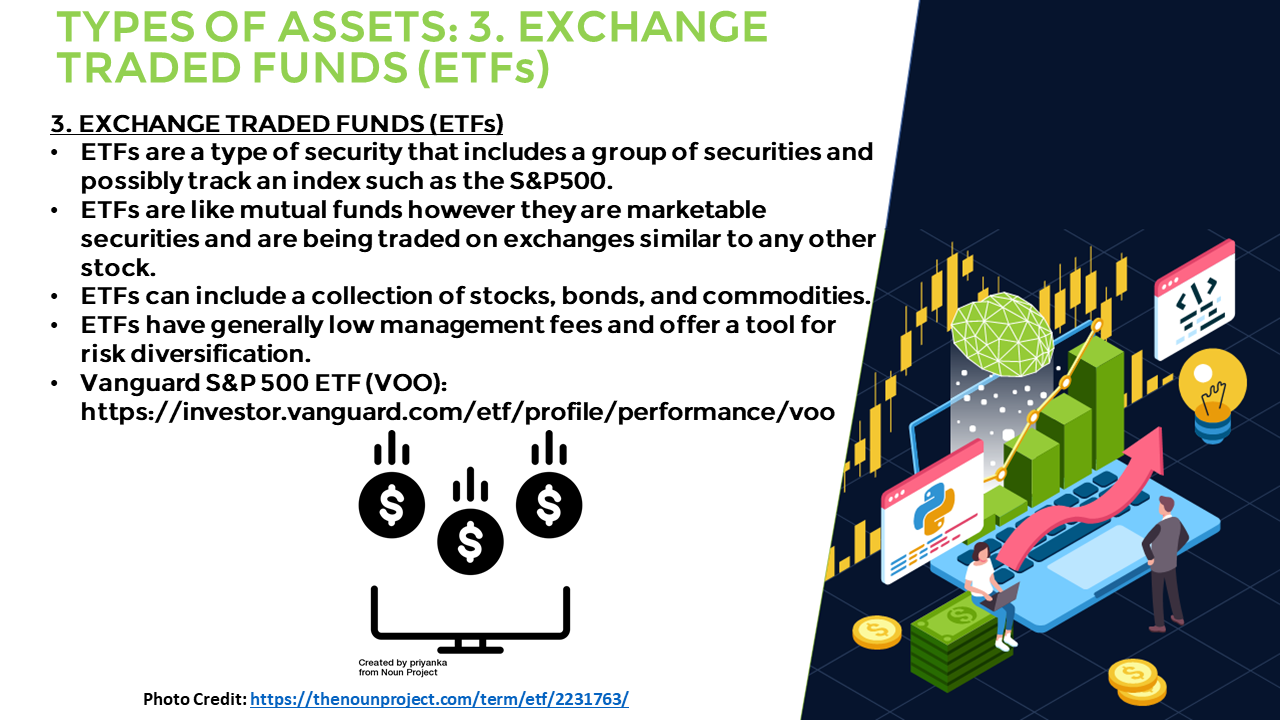 TYPES OF ASSETS: 3. EXCHANGE
TRADED FUNDS (ETFs)
3. EXCHANGE TRADED FUNDS (ETFs)
• ETFs are a type of security that includes a group of securities and
possibly track an index such as the S&P500.
• ETFs are like mutual funds however they are marketable
securities and are being traded on exchanges similar to any other
stock.
• ETFs can include a collection of stocks, bonds, and commodities.
• ETFs have generally low management fees and offer a tool for
risk diversification.
• Vanguard S&P 500 ETF (VOO):
https://investor.vanguard.com/etf/profile/performance/voo
$ $ $
Created by priyanka
from Noun Project
Photo Credit: https://thenounproject.com/term/etf/2231763/